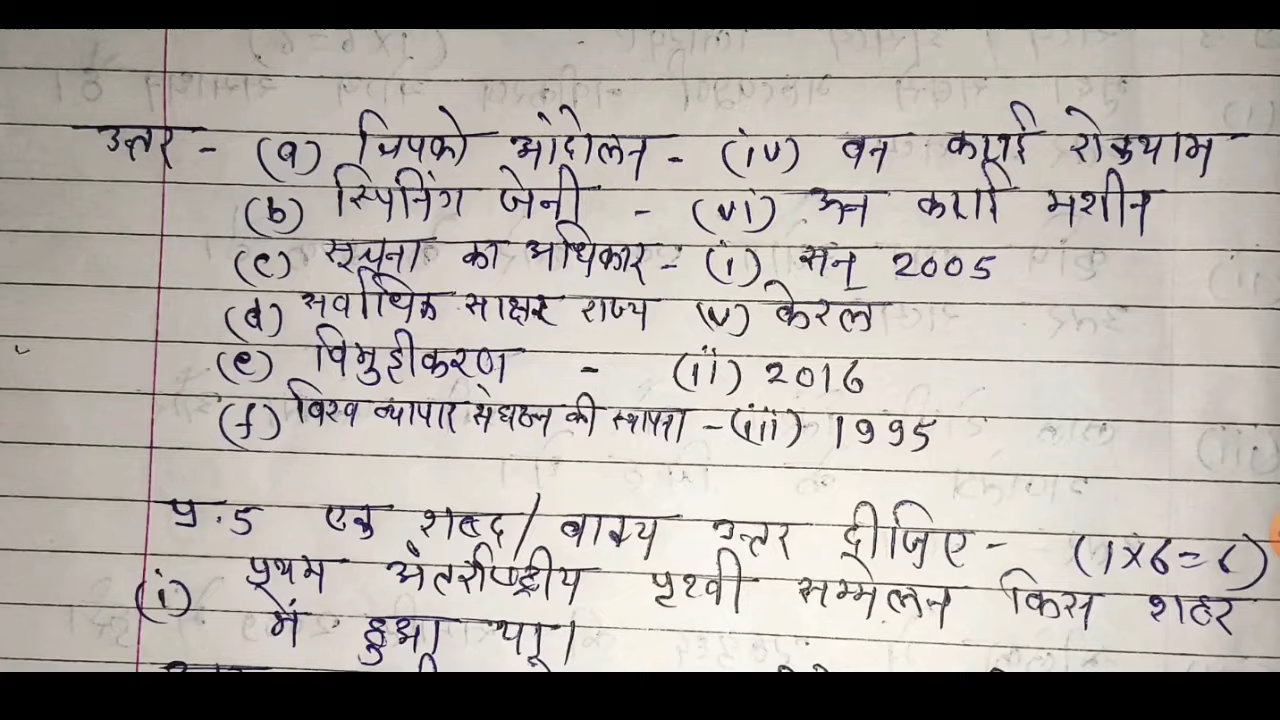 उत्तर - (a) चिपको आंदोलन - (iv) वन कटाई रोकथाम
(b) स्पिनिंग जेनी - (vi) ऊन कताई मशीन
(c) सूचना का अधिकार - (i) सन् 2005
(d) सर्वाधिक साक्षर राज्य (v) केरल
(e) विमुद्रीकरण - (ii) 2016
(f) विश्व व्यापार संघठन की स्थापना - (iii) 1995
प्र.5 एक शब्द/वाक्य उत्तर दीजिए - (1×6=6)
(i) प्रथम अंतर्राष्ट्रीय पृथ्वी सम्मेलन किस शहर
में हुआ था।